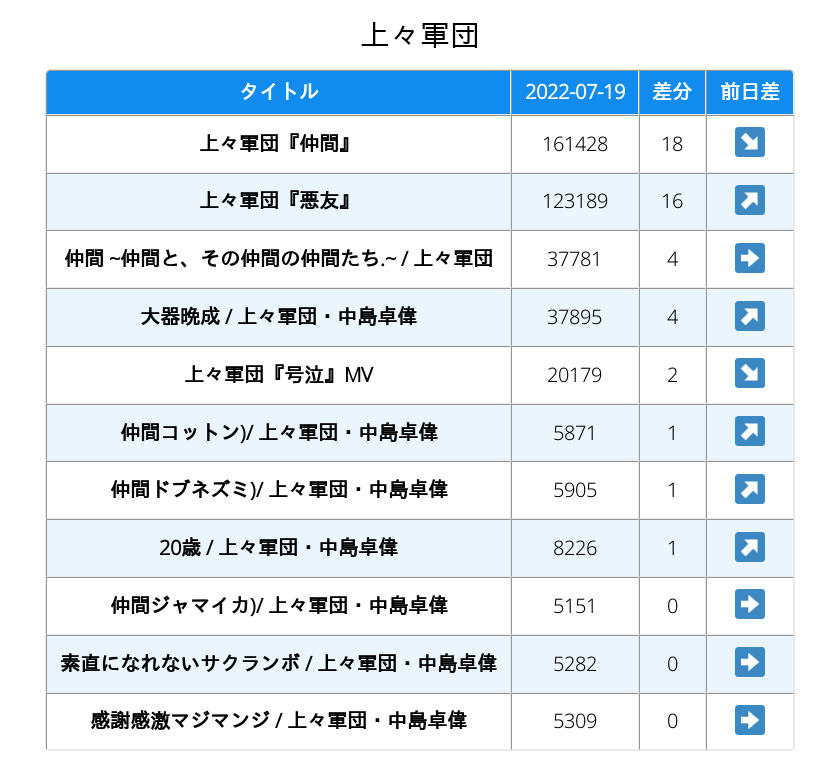 上々軍団
タイトル 2022-07-19 差分 前日差
上々軍団『仲間』 161428 18 ↘
上々軍団『悪友』 123189 16 ↗
仲間 ~仲間と、その仲間の仲間たち.~ / 上々軍団 37781 4 ➡
大器晩成 / 上々軍団・中島卓偉 37895 4 ↗
上々軍団『号泣』MV 20179 2 ↘
仲間コットン)/ 上々軍団・中島卓偉 5871 1 ↗
仲間ドブネズミ)/ 上々軍団・中島卓偉 5905 1 ↗
20歳 / 上々軍団・中島卓偉 8226 1 ↗
仲間ジャマイカ)/ 上々軍団・中島卓偉 5151 0 ➡
素直になれないサクランボ / 上々軍団・中島卓偉 5282 0 ➡
感謝感激マジマンジ / 上々軍団・中島卓偉 5309 0 ➡